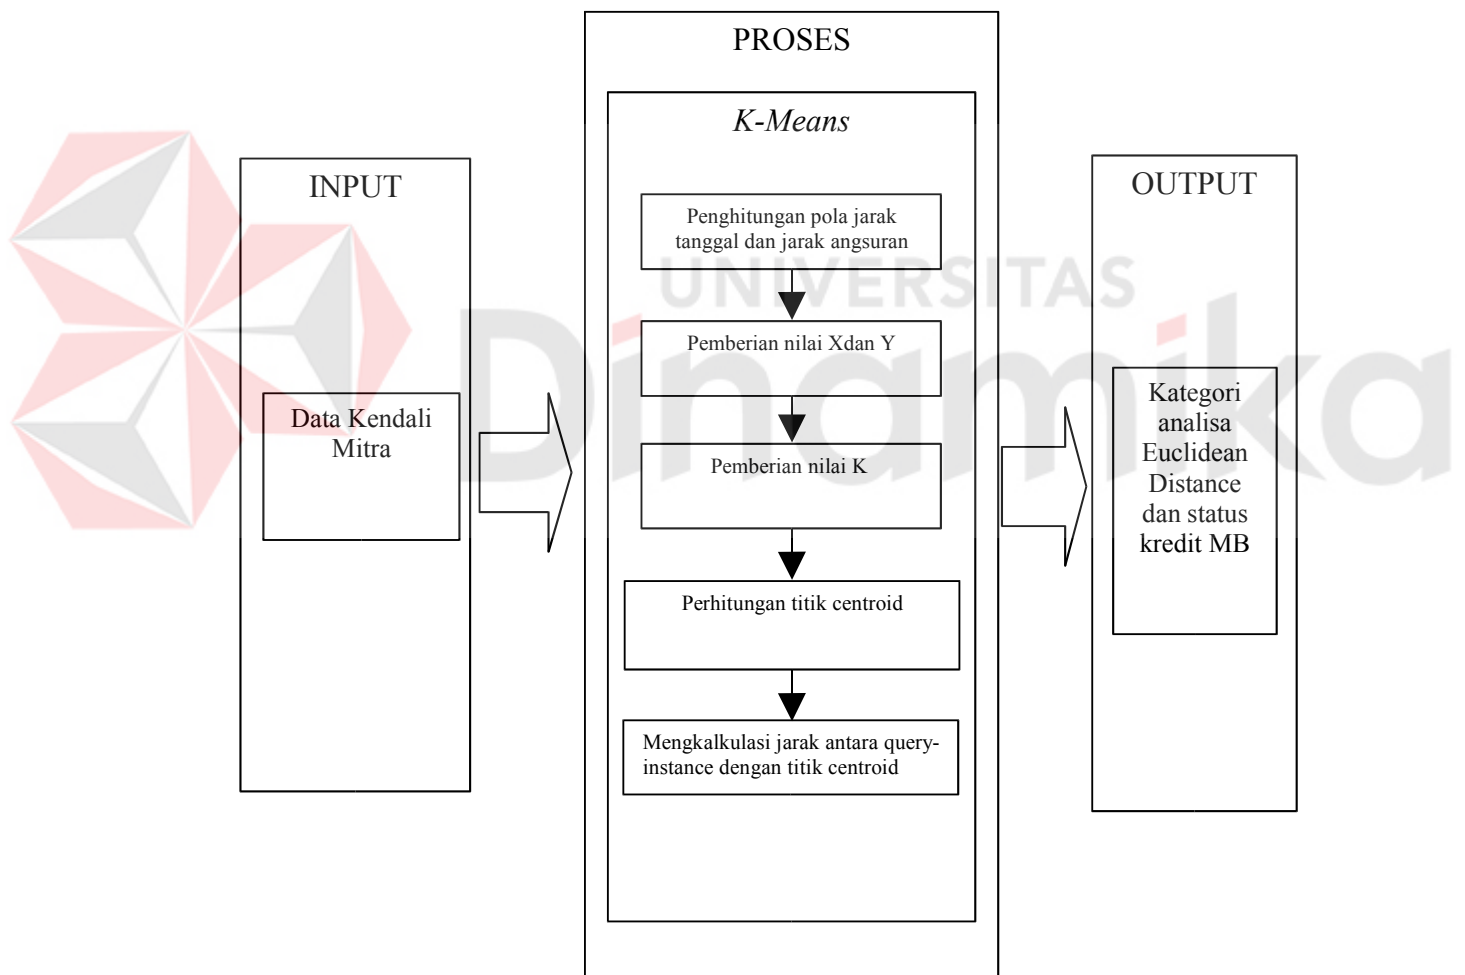 PROSES
K-Means
INPUT
OUTPUT
Penghitungan pola jarak
tanggal dan jarak angsuran
UNIVERSITAS
Dinamika
Pemberian nilai Xdan Y
Data Kendali
Mitra
Pemberian nilai K
Kategori
analisa
Euclidean
Distance
dan status
kredit MB
Perhitungan titik centroid
Mengkalkulasi jarak antara query-
instance dengan titik centroid